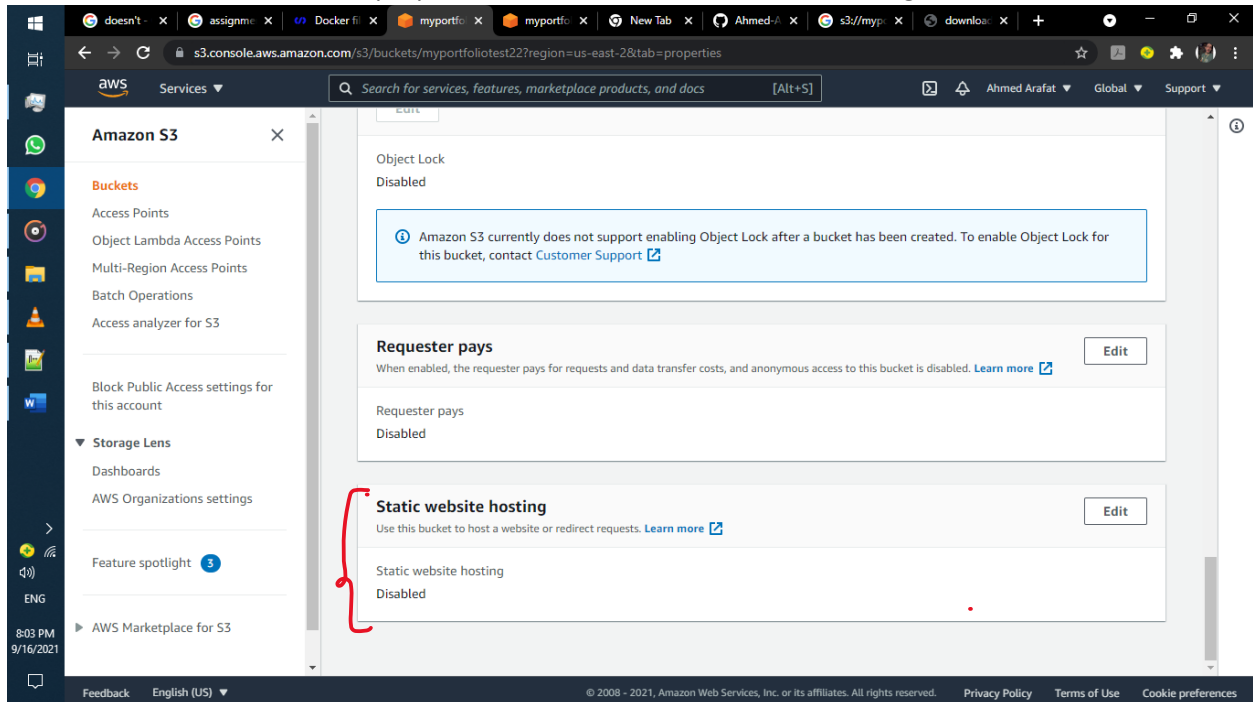 doesn't -
assignme
Docker fil
myportfo
myportfo
New Tab
Ahmed-A
s3://mypo
downloac
s3.console.aws.amazon.com/s3/buckets/myportfoliotest22?region=us-east-2&tab=properties
aws
Services ▼
Search for services, features, marketplace products, and docs
[Alt+S]
Ahmed Arafat ▼
Global ▼
Support ▼
Amazon S3
Buckets
Access Points
Object Lambda Access Points
Multi-Region Access Points
Batch Operations
Access analyzer for S3
Block Public Access settings for
this account
▼ Storage Lens
Dashboards
AWS Organizations settings
Feature spotlight 3
▶ AWS Marketplace for S3
Edit
Object Lock
Disabled
Amazon S3 currently does not support enabling Object Lock after a bucket has been created. To enable Object Lock for
this bucket, contact Customer Support
Requester pays
Edit
When enabled, the requester pays for requests and data transfer costs, and anonymous access to this bucket is disabled. Learn more
Requester pays
Disabled
Static website hosting
Edit
Use this bucket to host a website or redirect requests. Learn more
Static website hosting
Disabled
W
ENG
8:03 PM
9/16/2021
Feedback
English (US) ▼
© 2008 - 2021, Amazon Web Services, Inc. or its affiliates. All rights reserved.
Privacy Policy
Terms of Use
Cookie preferences